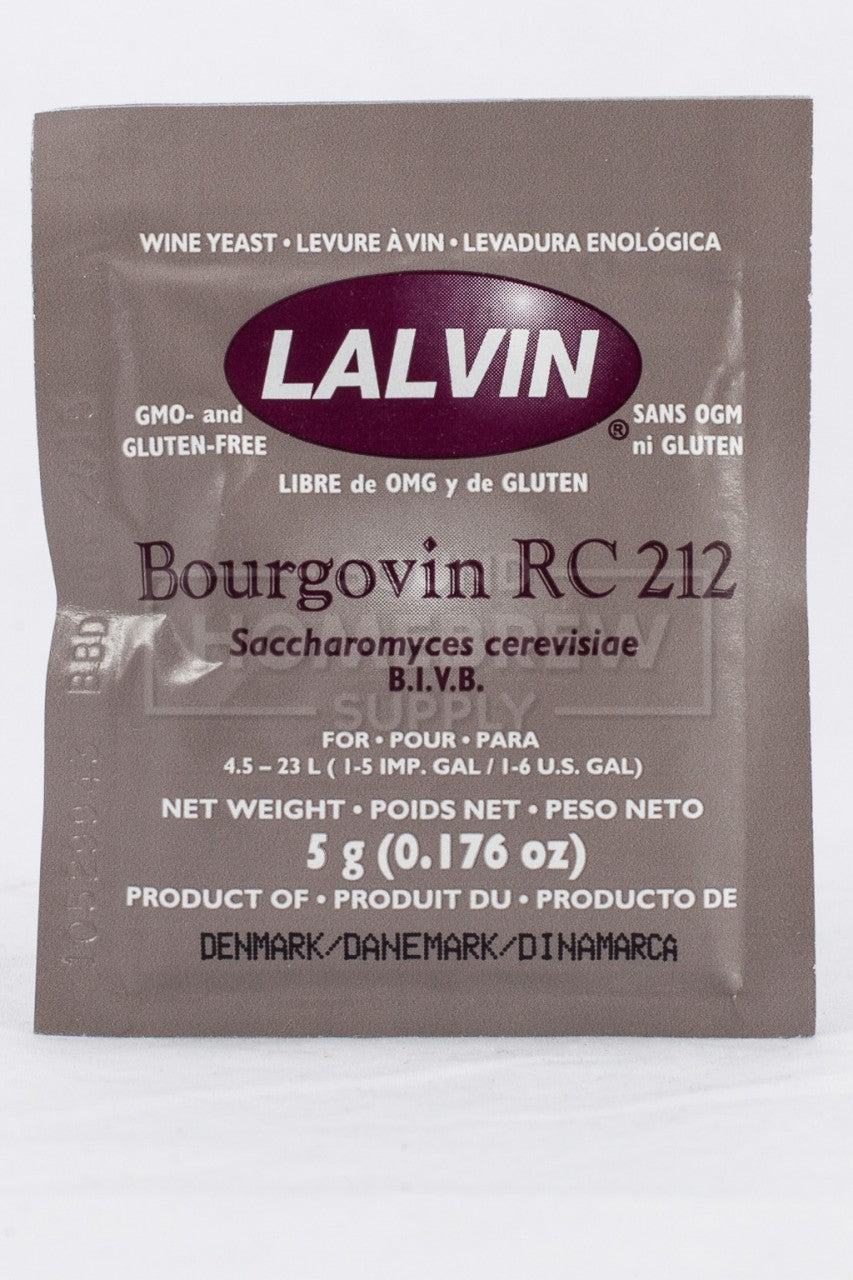 WINE YEAST • LEVURE À VIN • LEVADURA ENOLÓGICA
LALVIN
®
GMO- and
GLUTEN-FREE
SANS OGM
ni GLUTEN
LIBRE de OMG y de GLUTEN
Bourgovin RC 212
Saccharomyces cerevisiae
B.I.V.B.
HOMEBREW
SUPPLY
FOR • POUR • PARA
4.5 – 23 L ( 1-5 IMP. GAL / 1-6 U.S. GAL)
NET WEIGHT • POIDS NET • PESO NETO
5 g (0.176 oz)
PRODUCT OF • PRODUIT DU • PRODUCTO DE
DENMARK/DANEMARK/DINAMARCA
BBD